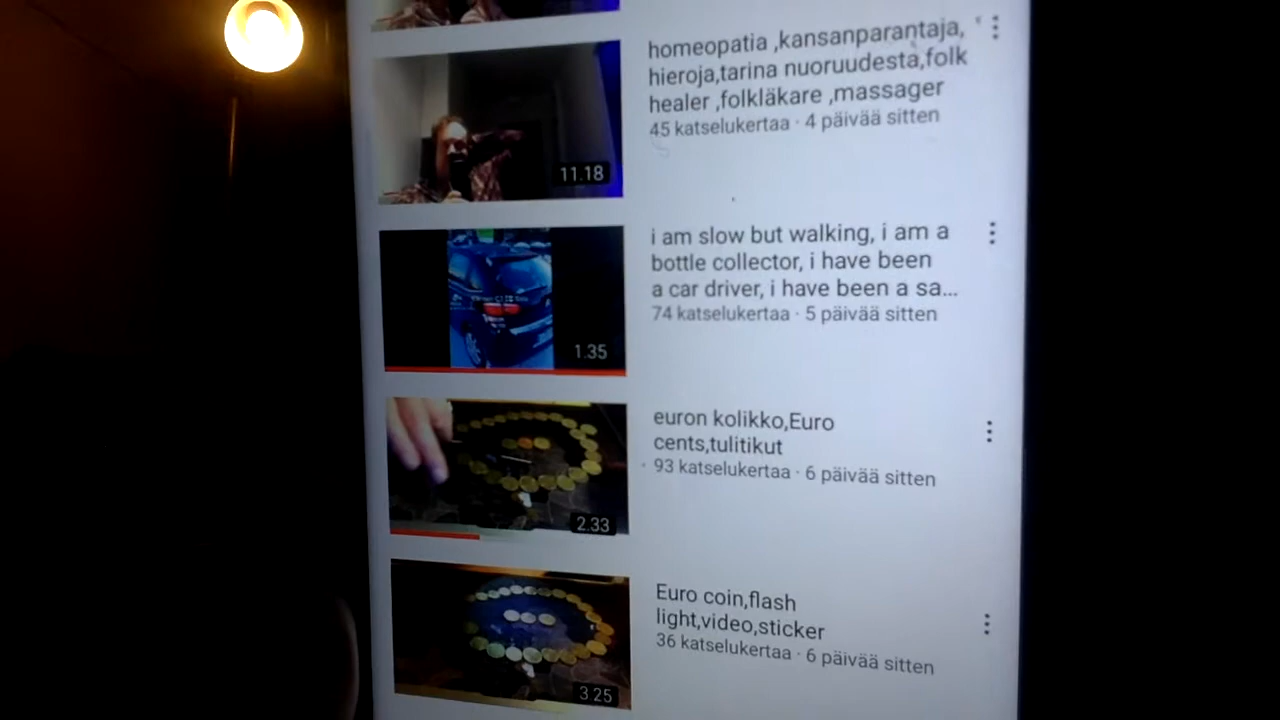 homeopatia ,kansanparantaja,
hieroja,tarina nuoruudesta,folk
healer ,folkläkare ,massager
45 katselukertaa · 4 päivää sitten
11.18
i am slow but walking, i am a
bottle collector, i have been
a car driver, i have been a sa...
74 katselukertaa · 5 päivää sitten
1.35
euron kolikko,Euro
cents,tulitikut
93 katselukertaa · 6 päivää sitten
2.33
Euro coin,flash
light,video,sticker
36 katselukertaa · 6 päivää sitten
3.25